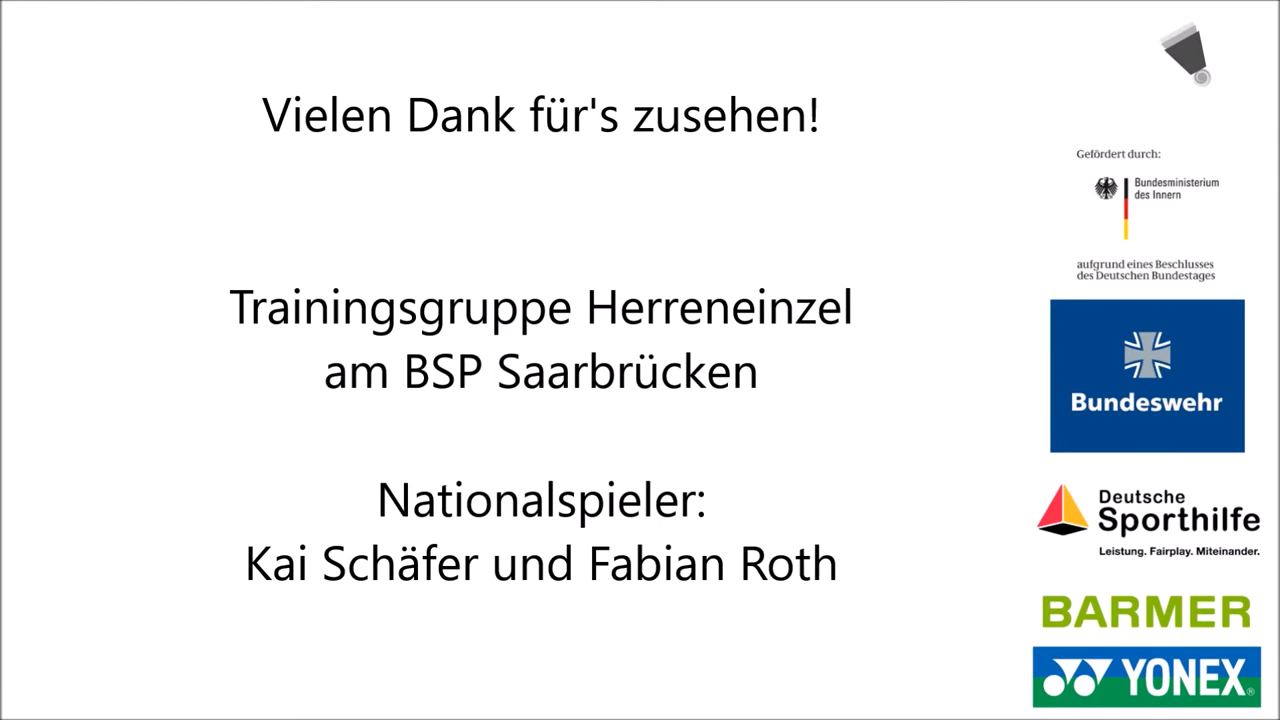 Vielen Dank für's zusehen!
Trainingsgruppe Herreneinzel
am BSP Saarbrücken
Nationalspieler:
Kai Schäfer und Fabian Roth
Gefördert durch:
Bundesministerium
des Innern
aufgrund eines Beschlusses
des Deutschen Bundestages
Bundeswehr
Deutsche
Sporthilfe
Leistung. Fairplay. Miteinander.
BARMER
YONEX®